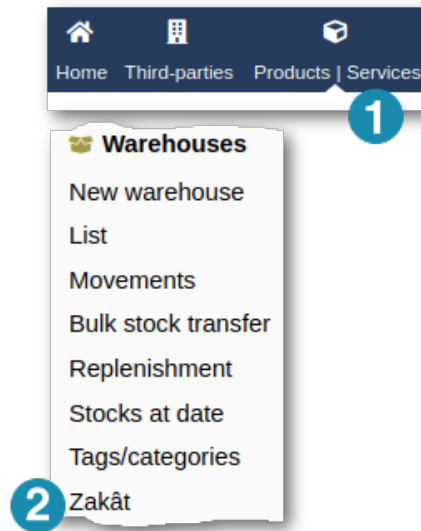 Home Third-parties Products | Services
1
Warehouses
New warehouse
List
Movements
Bulk stock transfer
Replenishment
Stocks at date
Tags/categories
2 Zakât